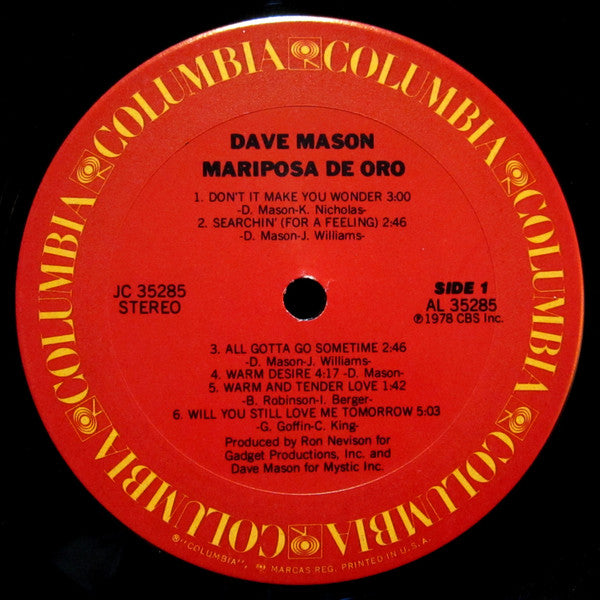 COLUMBIA COLUMBIA COLUMBIA COLUMBIA COLUMBIA COLUMBIA
DAVE MASON
MARIPOSA DE ORO
1. DON'T IT MAKE YOU WONDER 3:00
-D. Mason-K. Nicholas-
2. SEARCHIN' (FOR A FEELING) 2:46
-D. Mason-J. Williams-
JC 35285
STEREO
SIDE 1
AL 35285
℗1978 CBS Inc.
3. ALL GOTTA GO SOMETIME 2:46
-D. Mason-J. Williams-
4. WARM DESIRE 4:17 -D. Mason-
5. WARM AND TENDER LOVE 1:42
-B. Robinson-I. Berger-
6. WILL YOU STILL LOVE ME TOMORROW 5:03
-G. Goffin-C. King-
Produced by Ron Nevison for
Gadget Productions, Inc. and
Dave Mason for Mystic Inc.
®"COLUMBIA", MARCAS REG. PRINTED IN U.S.A.